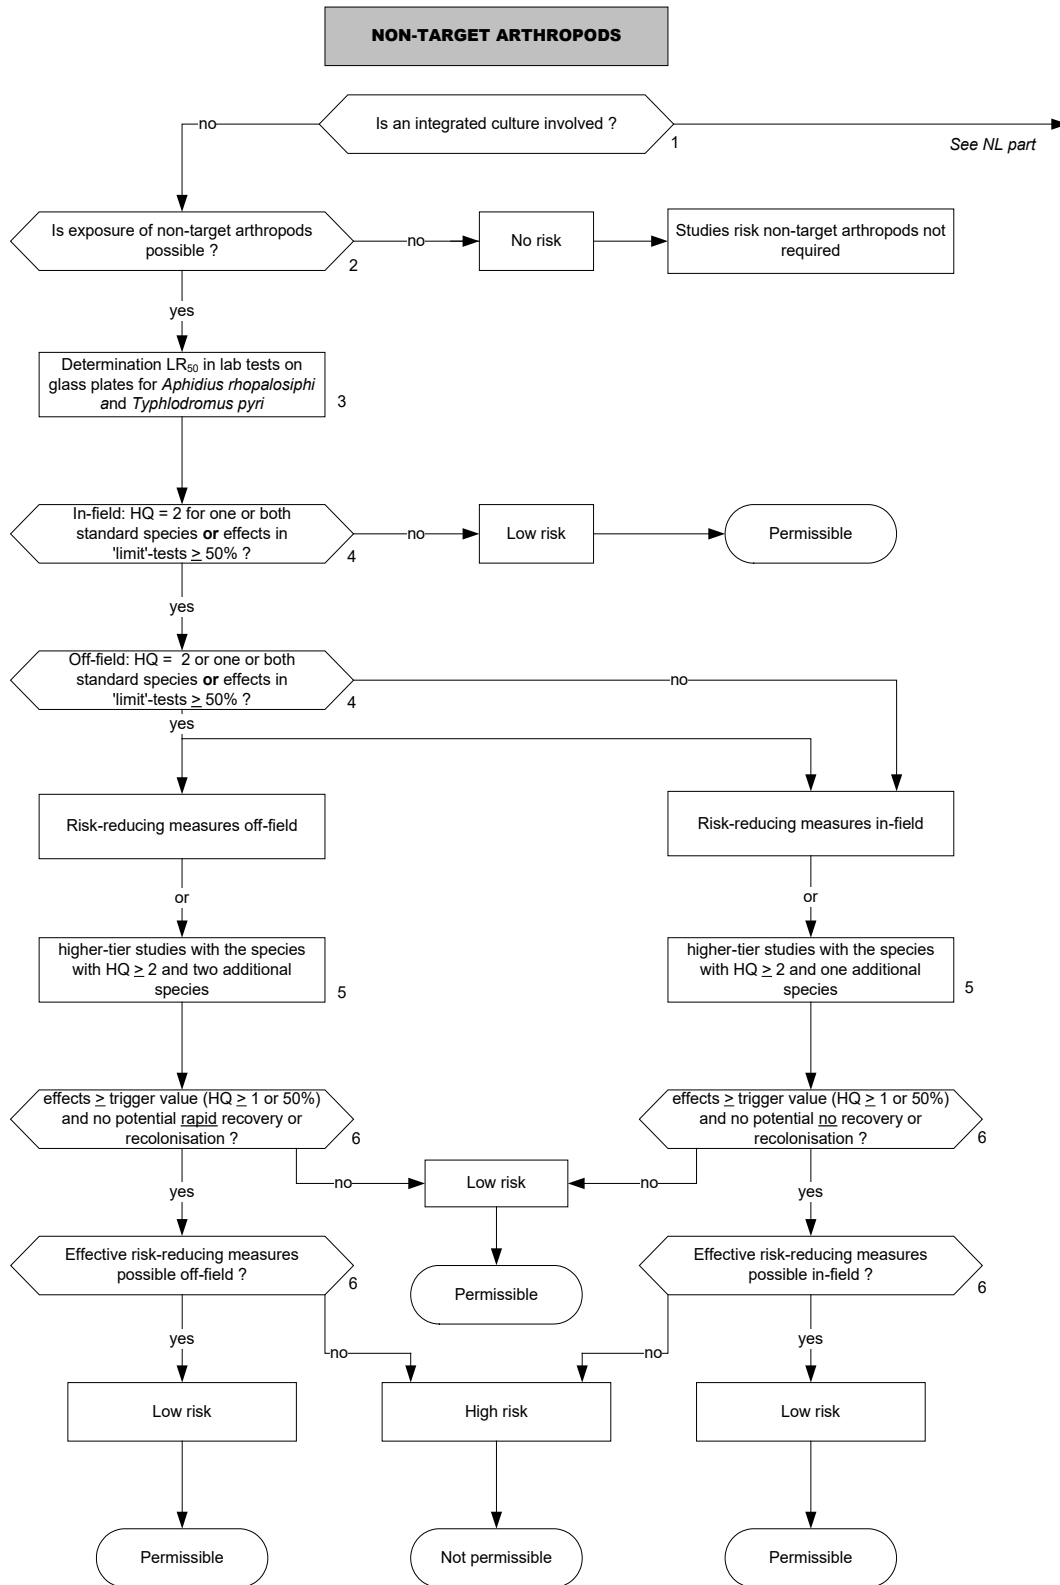 NON-TARGET ARTHROPODS
Is an integrated culture involved ?
no
1
See NL part
Is exposure of non-target arthropods
possible ?
2
no
No risk
Studies risk non-target arthropods not
required
yes
Determination LR50 in lab tests on
glass plates for Aphidius rhopalosiphi
and Typhlodromus pyri
3
In-field: HQ = 2 for one or both
standard species or effects in
'limit'-tests ≥ 50% ?
4
no
Low risk
Permissible
yes
Off-field: HQ = 2 or one or both
standard species or effects in
'limit'-tests ≥ 50% ?
4
no
yes
Risk-reducing measures off-field
Risk-reducing measures in-field
or
or
higher-tier studies with the species
with HQ ≥ 2 and two additional
species
5
higher-tier studies with the species
with HQ ≥ 2 and one additional
species
5
effects ≥ trigger value (HQ ≥ 1 or 50%)
and no potential rapid recovery or
recolonisation ?
6
effects ≥ trigger value (HQ ≥ 1 or 50%)
and no potential no recovery or
recolonisation ?
6
no
Low risk
no
yes
yes
Effective risk-reducing measures
possible off-field ?
6
Permissible
Effective risk-reducing measures
possible in-field ?
6
yes
no
no
yes
Low risk
High risk
Low risk
Permissible
Not permissible
Permissible